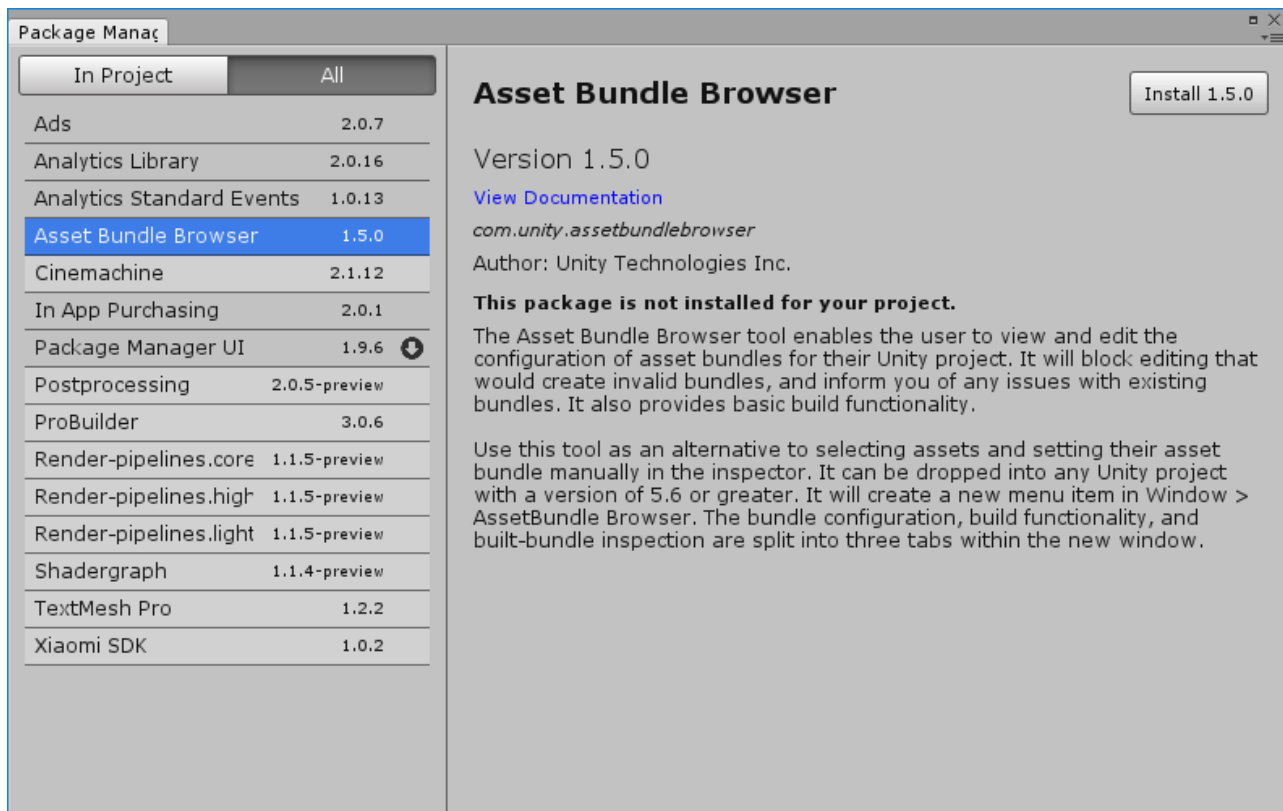 Package Manag
In Project
All
Ads 2.0.7
Analytics Library 2.0.16
Analytics Standard Events 1.0.13
Asset Bundle Browser 1.5.0
Cinemachine 2.1.12
In App Purchasing 2.0.1
Package Manager UI 1.9.6
Postprocessing 2.0.5-preview
ProBuilder 3.0.6
Render-pipelines.core 1.1.5-preview
Render-pipelines.high 1.1.5-preview
Render-pipelines.light 1.1.5-preview
Shadergraph 1.1.4-preview
TextMesh Pro 1.2.2
Xiaomi SDK 1.0.2
Asset Bundle Browser
Install 1.5.0
Version 1.5.0
View Documentation
com.unity.assetbundlebrowser
Author: Unity Technologies Inc.
This package is not installed for your project.
The Asset Bundle Browser tool enables the user to view and edit the
configuration of asset bundles for their Unity project. It will block editing that
would create invalid bundles, and inform you of any issues with existing
bundles. It also provides basic build functionality.
Use this tool as an alternative to selecting assets and setting their asset
bundle manually in the inspector. It can be dropped into any Unity project
with a version of 5.6 or greater. It will create a new menu item in Window >
AssetBundle Browser. The bundle configuration, build functionality, and
built-bundle inspection are split into three tabs within the new window.